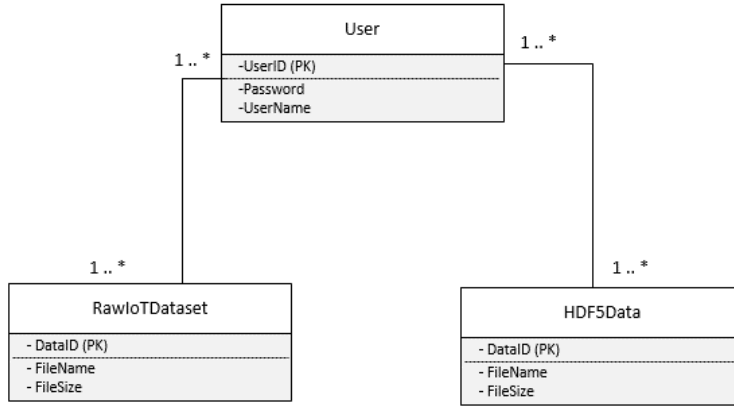 User
1 .. *
1 .. *
-UserID (PK)
-Password
-UserName
1 .. *
1 .. *
RawIoTDataset
- DataID (PK)
- FileName
- FileSize
HDF5Data
- DataID (PK)
- FileName
- FileSize